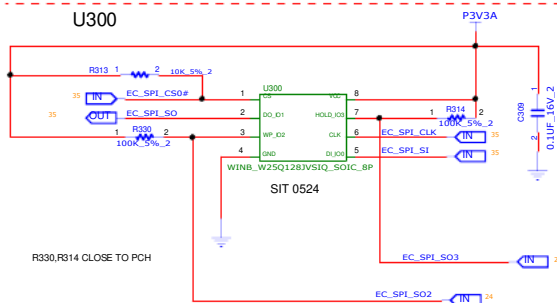 U300
P3V3A
R313 1 2 10K_5%_2
U300
EC_SPI_CS0#
35 IN 1 CS VCC 8
EC_SPI_SO
35 OUT 2 DO_IO1 HOLD_IO3 7 1 R314 2
R330
1 2 3 WP_IO2 CLK 6 EC_SPI_CLK IN 35
100K_5%_2
100K_5%_2
4 GND DI_IO0 5 EC_SPI_SI IN 35
C309
1
2
0.1UF_16V_2
WINB_W25Q128JVSIQ_SOIC_8P
SIT 0524
R330,R314 CLOSE TO PCH
EC_SPI_SO3 IN
EC_SPI_SO2 IN 24